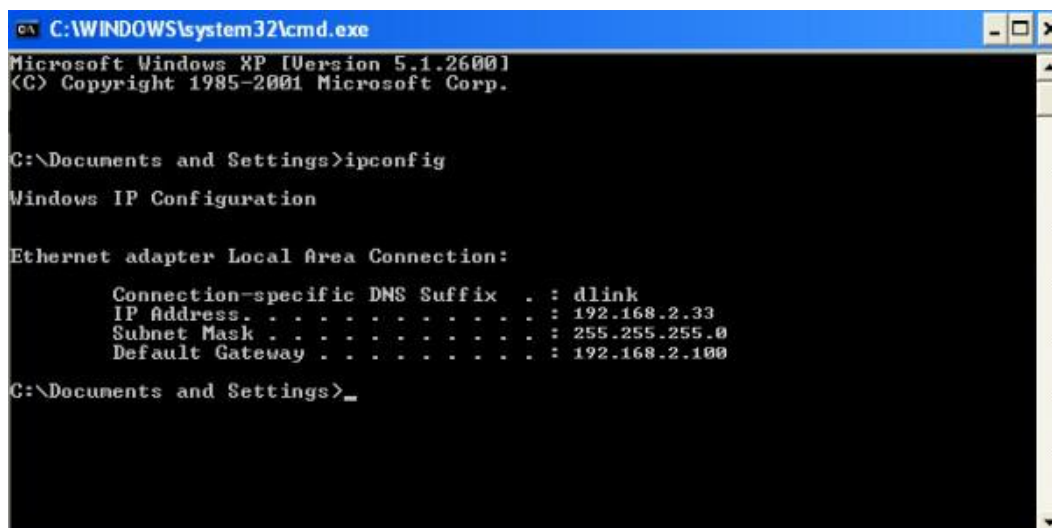 C:\WINDOWS\system32\cmd.exe
Microsoft Windows XP [Version 5.1.2600]
(C) Copyright 1985-2001 Microsoft Corp.
C:\Documents and Settings>ipconfig
Windows IP Configuration
Ethernet adapter Local Area Connection:
Connection-specific DNS Suffix . : dlink
IP Address. . . . . . . . . . . . : 192.168.2.33
Subnet Mask . . . . . . . . . . . : 255.255.255.0
Default Gateway . . . . . . . . . : 192.168.2.100
C:\Documents and Settings>_